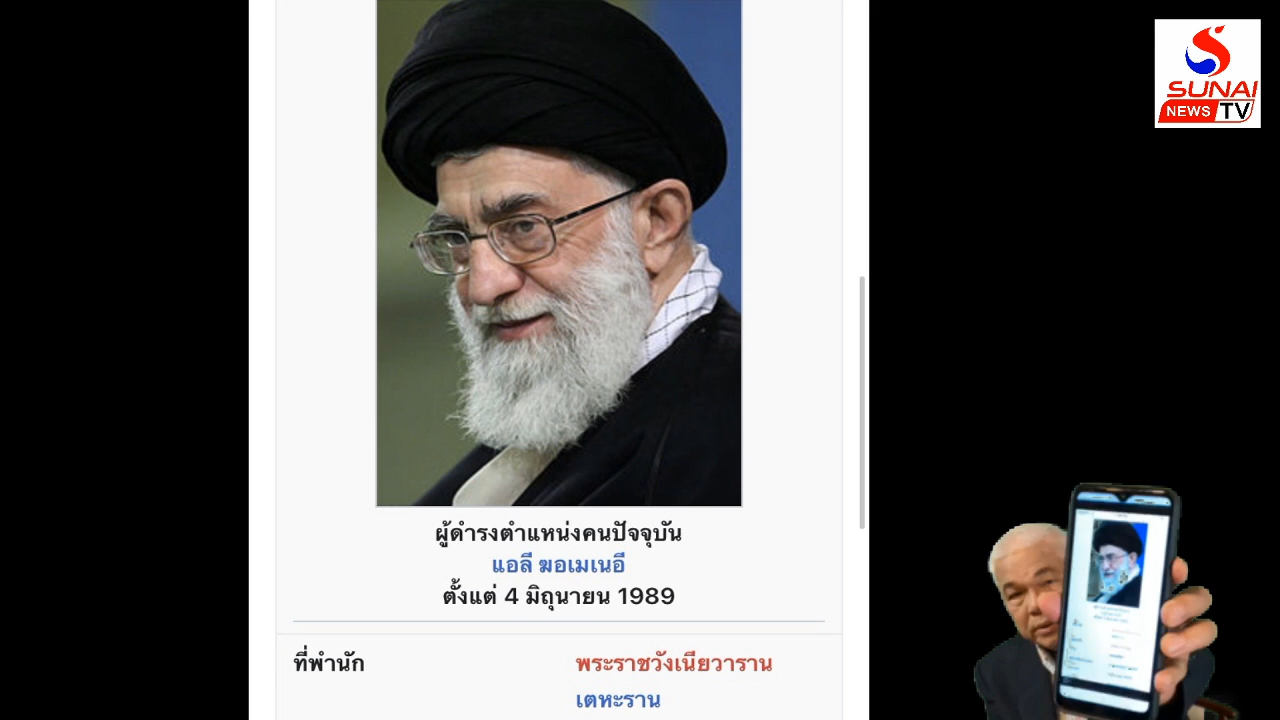 SUNAI
NEWS TV
ผู้ดำรงตำแหน่งคนปัจจุบัน
แอลี ฆอเมเนอี
ตั้งแต่ 4 มิถุนายน 1989
ที่พำนัก
พระราชวังเนียวาราน
เตหะราน